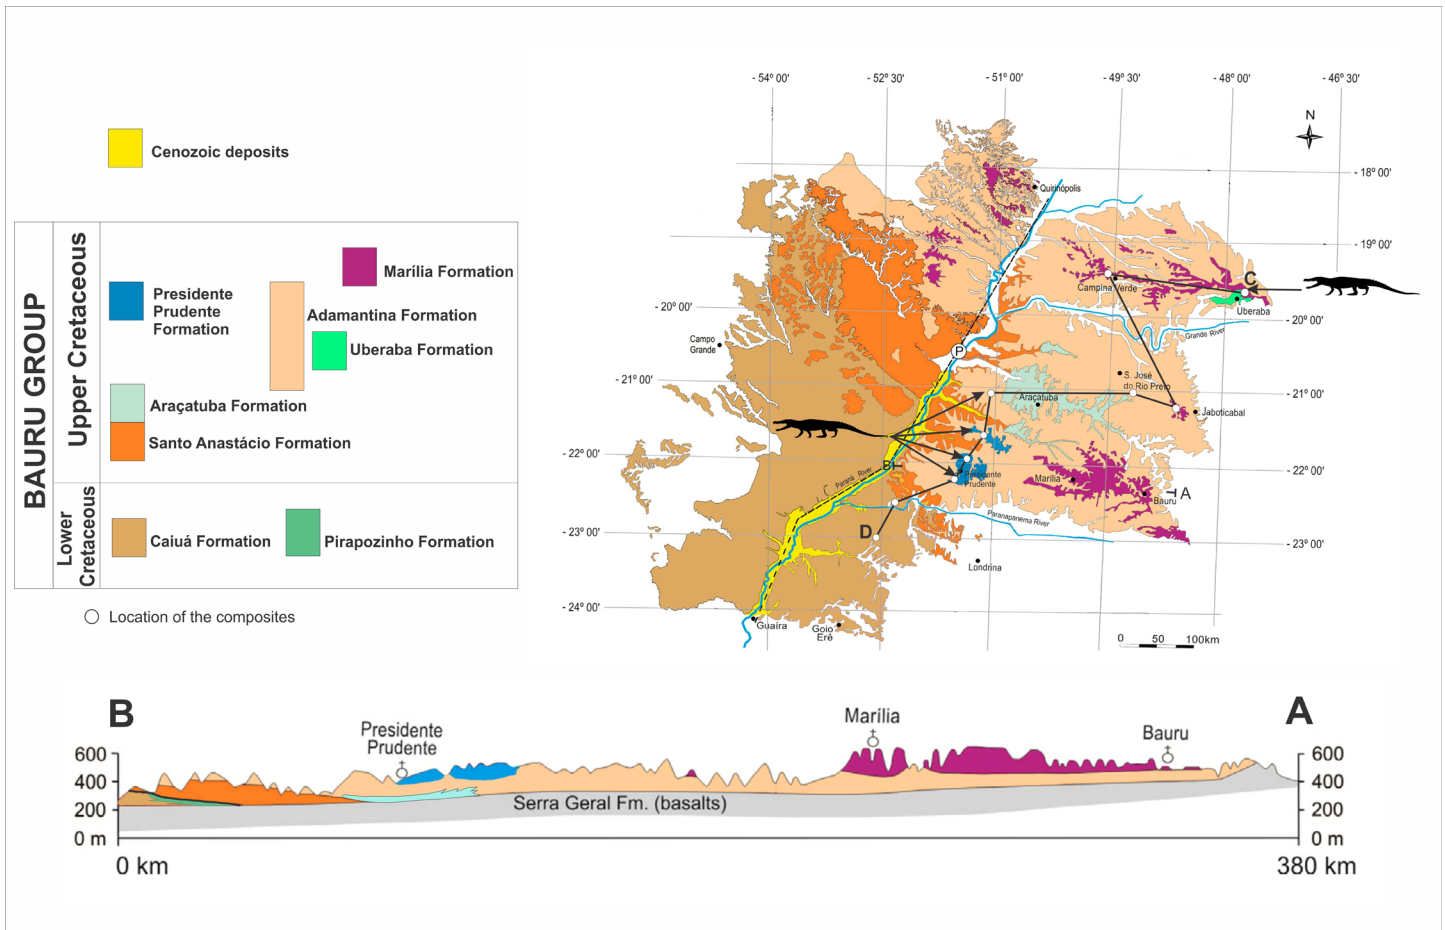 Cenozoic deposits
BAURU GROUP
Upper Cretaceous
Lower
Cretaceous
Marília Formation
Presidente
Prudente
Formation
Adamantina Formation
Uberaba Formation
Araçatuba Formation
Santo Anastácio Formation
Caiuá Formation
Pirapozinho Formation
Location of the composites
- 54° 00'
- 52° 30'
- 51° 00'
- 49° 30'
- 48° 00'
- 46° 30'
N
- 18° 00'
Quirinópolis
- 19° 00'
C
Campina Verde
Uberaba
- 20° 00'
- 20° 00'
Grande River
Campo
Grande
P
S. José
do Rio Preto
- 21° 00'
- 21° 00'
Araçatuba
Jaboticabal
- 22° 00'
B
- 22° 00'
Presidente
Prudente
Marília
Paraná River
Bauru
A
Paranapanema River
- 23° 00'
D
- 23° 00'
Londrina
- 24° 00'
Guaíra
Goio
Erê
0 50 100km
B
A
Presidente
Prudente
Marília
Bauru
600
400
200
0 m
600
400
200
0 m
Serra Geral Fm. (basalts)
0 km
380 km